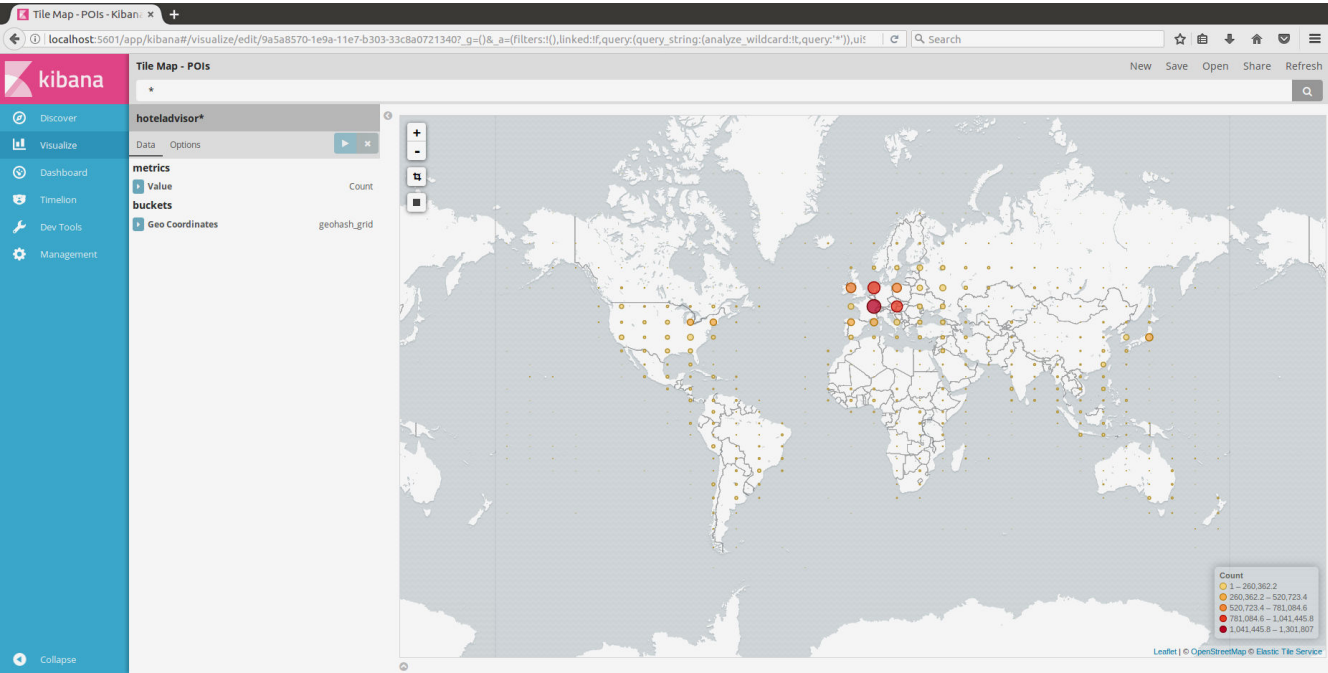 Tile Map - POIs - Kiban
localhost:5601/app/kibana#/visualize/edit/9a5a8570-1e9a-11e7-b303-33c8a0721340?_g=()&_a=(filters:!(),linked:!f,query:(query_string:(analyze_wildcard:!t,query:'*')),uiS
Search
kibana
Tile Map - POIs
New Save Open Share Refresh
*
Discover
Visualize
Dashboard
Timelion
Dev Tools
Management
Collapse
hoteladvisor*
Data Options
metrics
Value Count
buckets
Geo Coordinates geohash_grid
+
-
Count
1 – 260,362.2
260,362.2 – 520,723.4
520,723.4 – 781,084.6
781,084.6 – 1,041,445.8
1,041,445.8 – 1,301,807
Leaflet | © OpenStreetMap © Elastic Tile Service